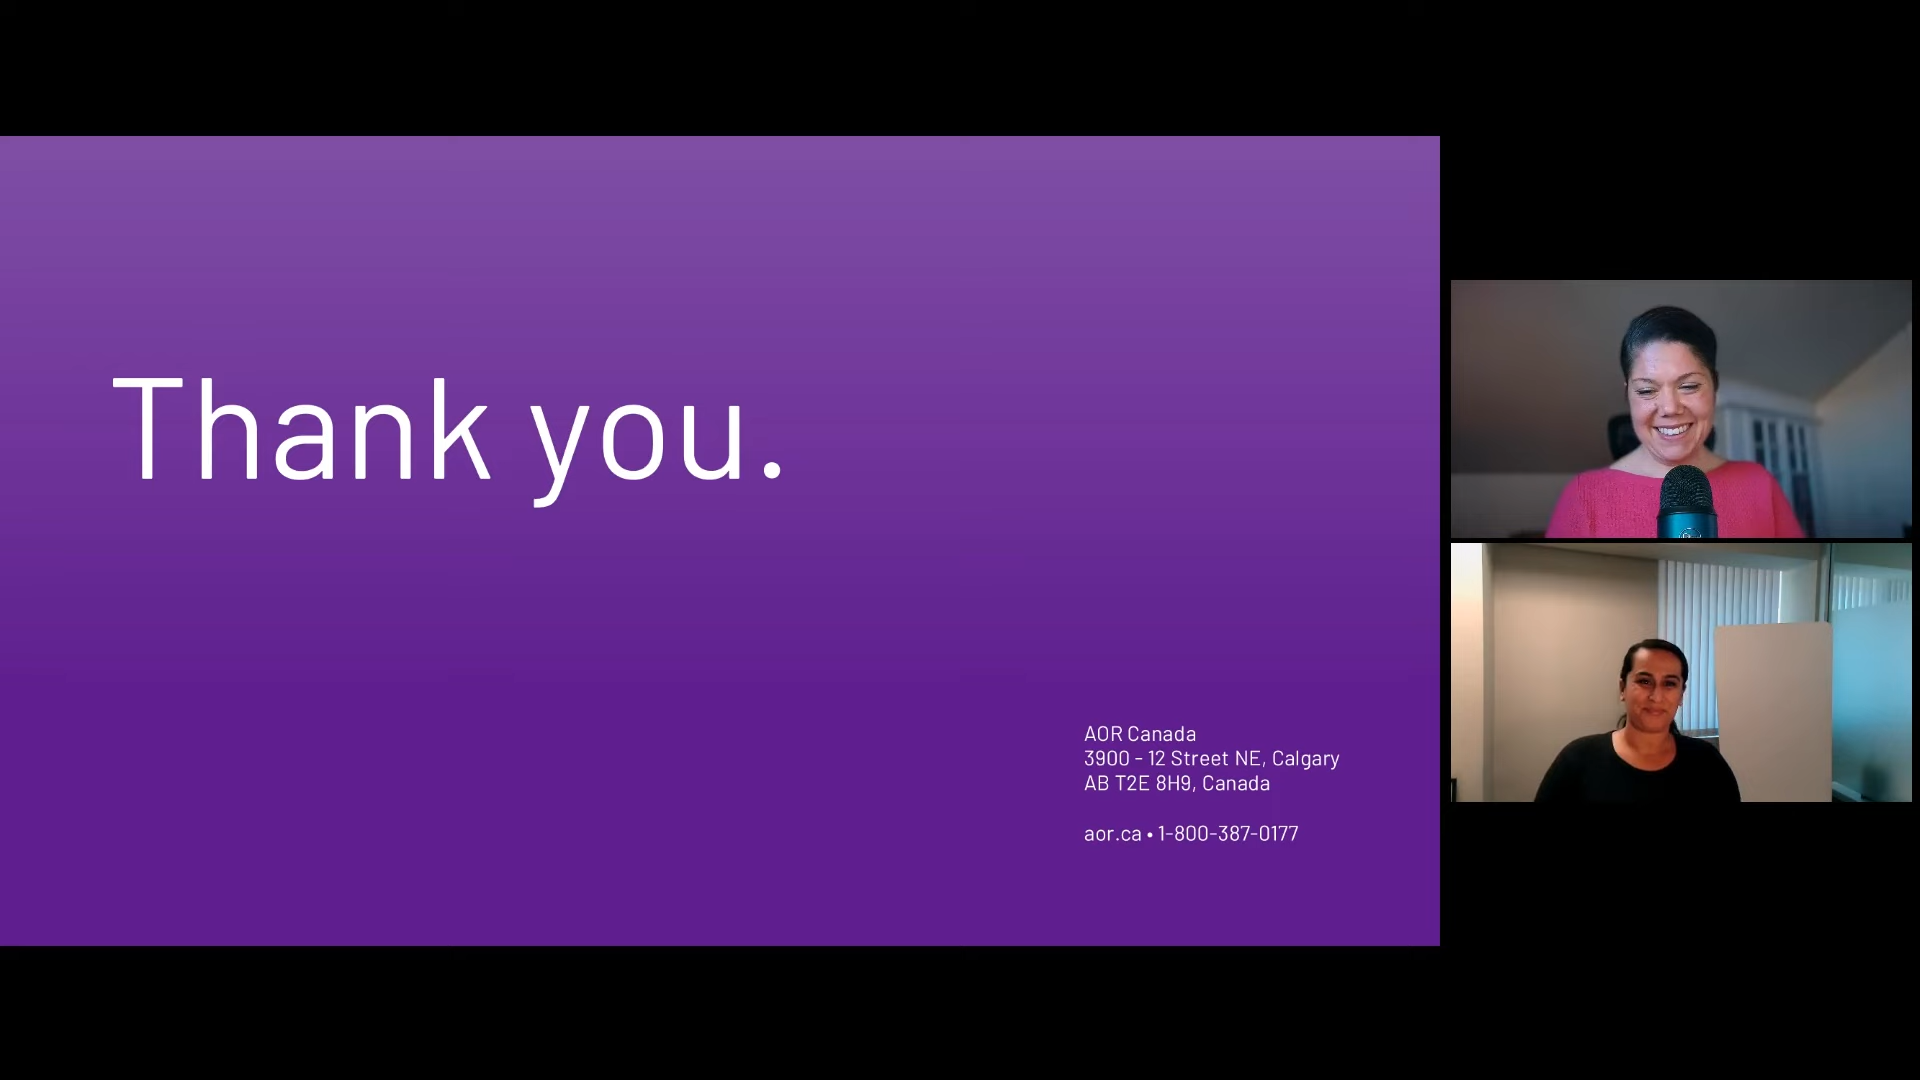 Thank you.
AOR Canada
3900 - 12 Street NE, Calgary
AB T2E 8H9, Canada
aor.ca • 1-800-387-0177